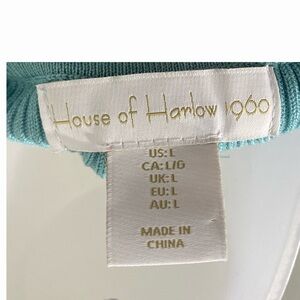 House of Harlow 1960
US: L
CA: L/G
UK: L
EU: L
AU: L
MADE IN
CHINA